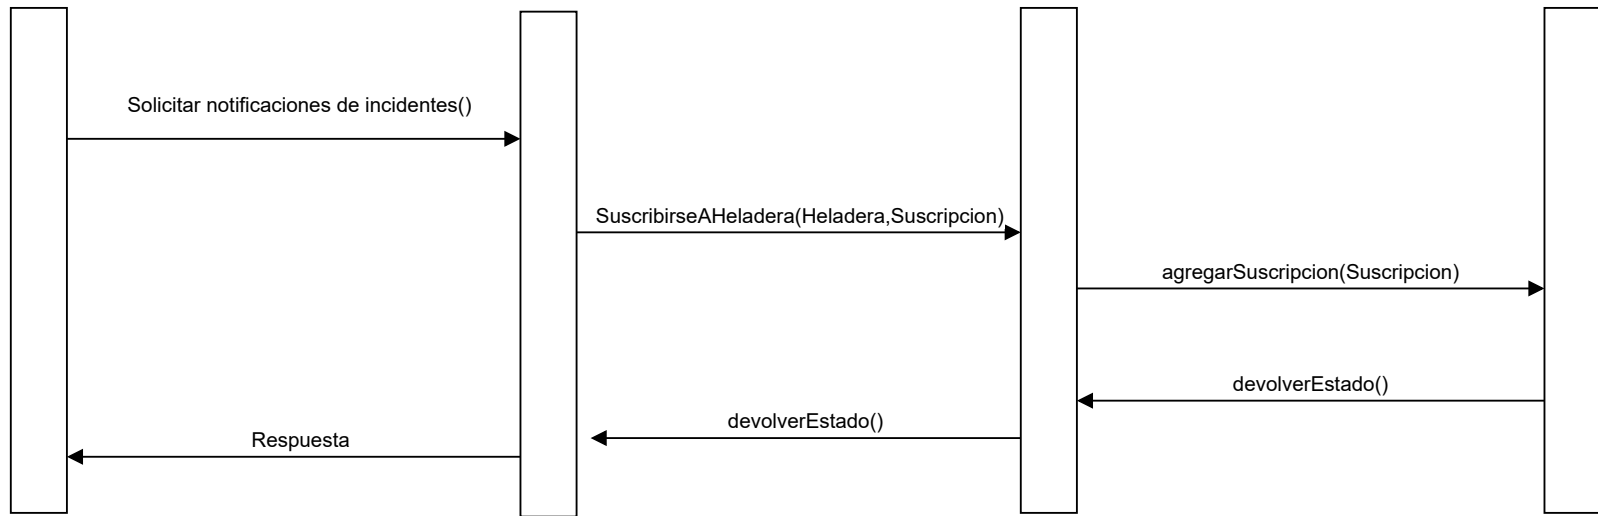 Solicitar notificaciones de incidentes()
SuscribirseAHeladera(Heladera,Suscripcion)
agregarSuscripcion(Suscripcion)
devolverEstado()
devolverEstado()
Respuesta